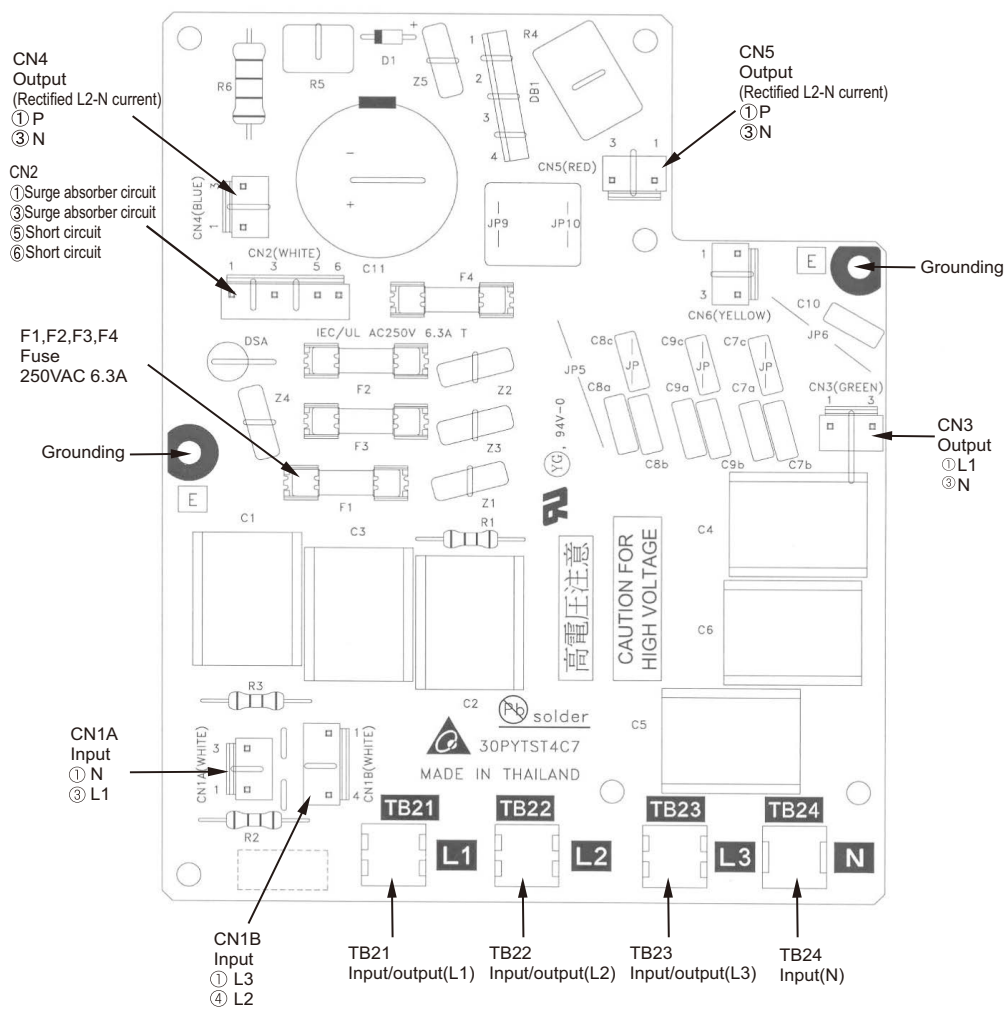 CN4
Output
(Rectified L2-N current)
①P
③N
CN2
①Surge absorber circuit
③Surge absorber circuit
⑤Short circuit
⑥Short circuit
F1,F2,F3,F4
Fuse
250VAC 6.3A
Grounding
E
CN5
Output
(Rectified L2-N current)
①P
③N
Grounding
E
CN3
Output
①L1
③N
R6
R5
D1
+
Z5
1
2
3
4
DB1
R4
3 1
CN5(RED)
CN4(BLUE)
3
1
-
+
JP9
JP10
CN2(WHITE)
1 3 5 6
C11
F4
1
3
CN6(YELLOW)
C10
JP6
IEC/UL AC250V 6.3A T
DSA
F2
Z2
Z4
F3
Z3
F1
Z1
JP5
C8c
C9c
C7c
JP
JP
JP
C8a
C9a
C7a
C8b
C9b
C7b
CN3(GREEN)
1 3
YG, 94V-0
C1
C3
R1
C4
高電圧注意
CAUTION FOR
HIGH VOLTAGE
C6
C2
C5
R3
Pb solder
30PYTST4C7
MADE IN THAILAND
CN1A
Input
① N
③ L1
CN1A(WHITE)
3
1
CN1B(WHITE)
1
4
R2
TB21
L1
TB22
L2
TB23
L3
TB24
N
CN1B
Input
① L3
④ L2
TB21
Input/output(L1)
TB22
Input/output(L2)
TB23
Input/output(L3)
TB24
Input(N)